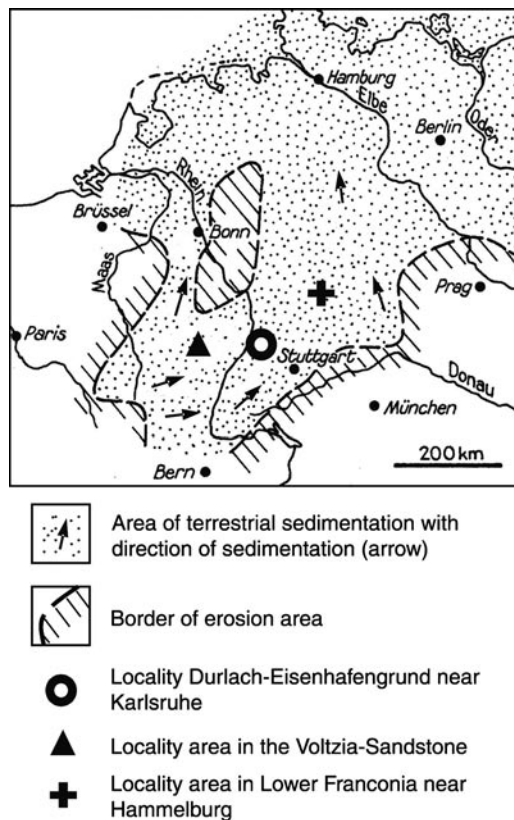 Hamburg
Elbe
Oder
Berlin
Rhein
Brüssel
Bonn
Maas
Prag
Paris
Stuttgart
Donau
München
Bern
200 km
Area of terrestrial sedimentation with
direction of sedimentation (arrow)
Border of erosion area
Locality Durlach-Eisenhafengrund near
Karlsruhe
Locality area in the Voltzia-Sandstone
Locality area in Lower Franconia near
Hammelburg